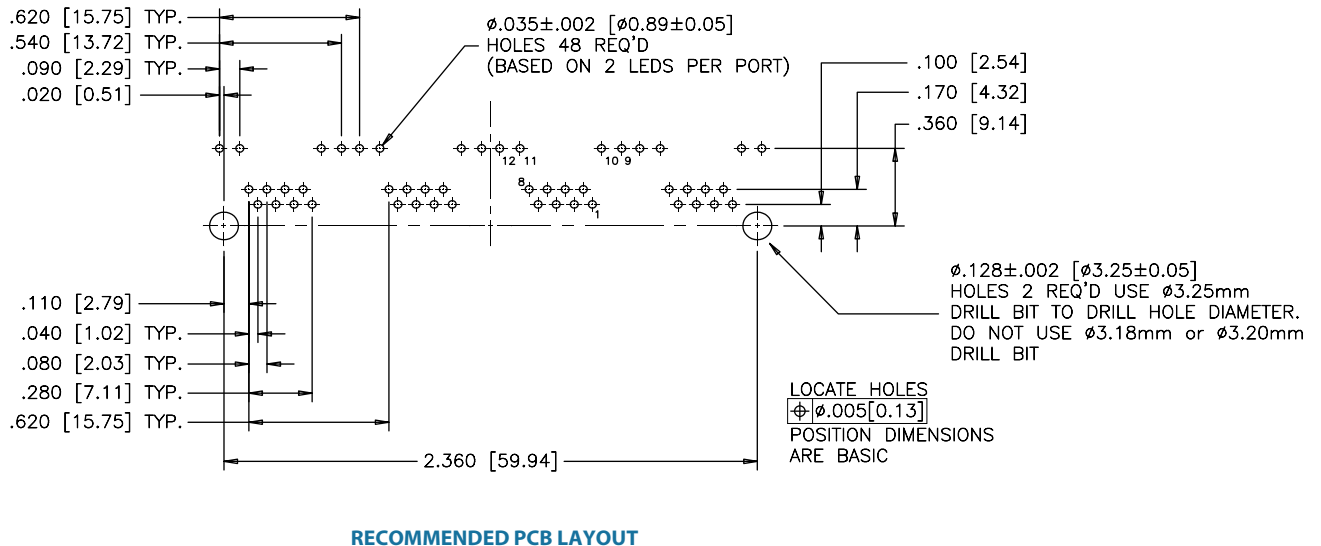 .620 [15.75] TYP.
.540 [13.72] TYP.
.090 [2.29] TYP.
.020 [0.51]
ø.035±.002 [ø0.89±0.05]
HOLES 48 REQ'D
(BASED ON 2 LEDS PER PORT)
.100 [2.54]
.170 [4.32]
.360 [9.14]
12 11
10 9
8
1
.110 [2.79]
.040 [1.02] TYP.
.080 [2.03] TYP.
.280 [7.11] TYP.
.620 [15.75] TYP.
2.360 [59.94]
ø.128±.002 [ø3.25±0.05]
HOLES 2 REQ'D USE ø3.25mm
DRILL BIT TO DRILL HOLE DIAMETER.
DO NOT USE ø3.18mm or ø3.20mm
DRILL BIT
LOCATE HOLES
⌖ ø.005[0.13]
POSITION DIMENSIONS
ARE BASIC
RECOMMENDED PCB LAYOUT